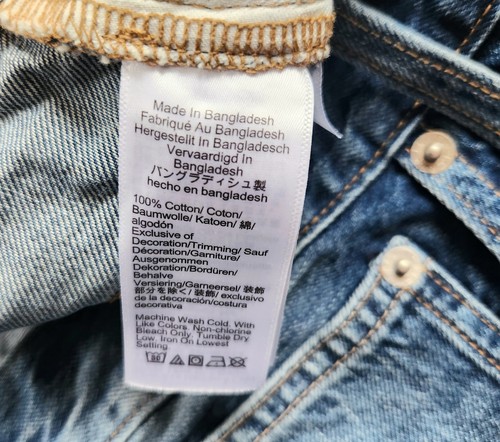 Made In Bangladesh
Fabriqué Au Bangladesh
Hergestellt In Bangladesch
Vervaardigd In
Bangladesh
バングラディシュ製
hecho en bangladesh
100% Cotton/ Coton/
Baumwolle/ Katoen/ 綿/
algodón
Exclusive of
Decoration/Trimming/ Sauf
Décoration/Garniture/
Ausgenommen
Dekoration/Bordüren/
Behalve
Versiering/Garneersel/ 装飾
部分を除く/ 装飾/ exclusivo
de la decoración/costura
decorativa
Machine Wash Cold, With
Like Colors, Non-chlorine
Bleach Only, Tumble Dry
Low, Iron On Lowest
Setting